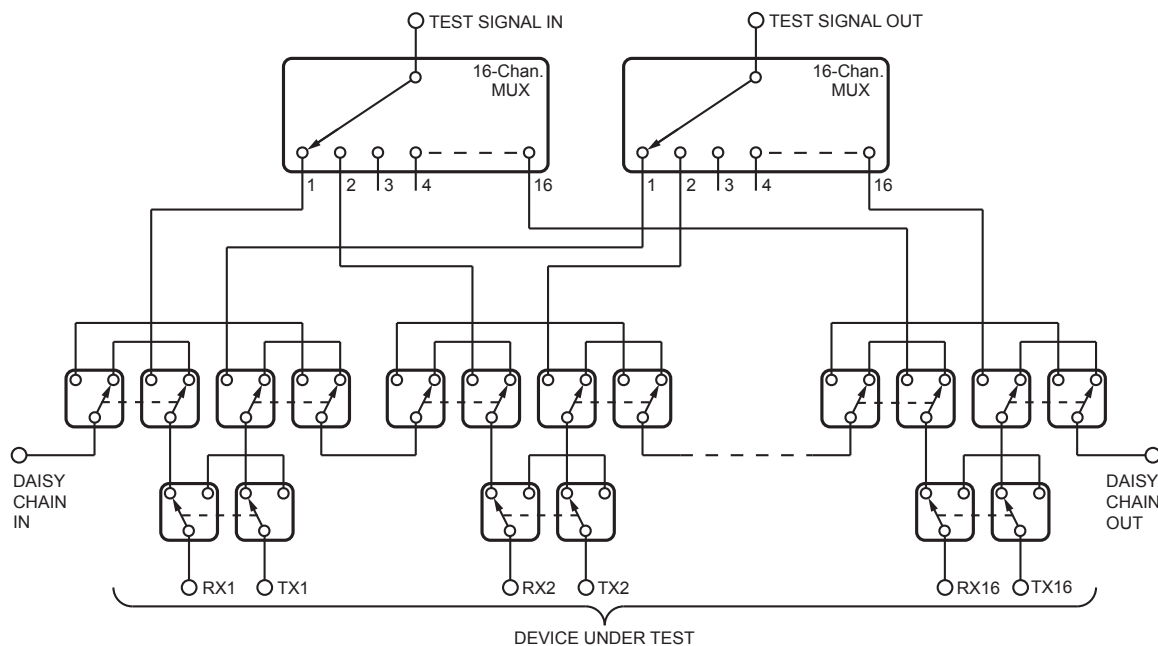 TEST SIGNAL IN
TEST SIGNAL OUT
16-Chan.
MUX
16-Chan.
MUX
1 2 3 4 16
1 2 3 4 16
DAISY
CHAIN
IN
DAISY
CHAIN
OUT
RX1 TX1 RX2 TX2 RX16 TX16
DEVICE UNDER TEST